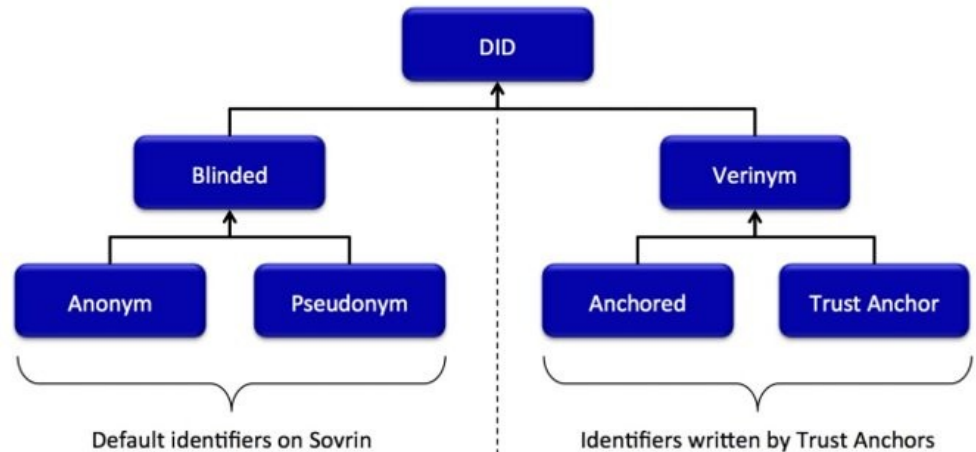 DID
Blinded
Verinym
Anonym
Pseudonym
Anchored
Trust Anchor
Default identifiers on Sovrin
Identifiers written by Trust Anchors